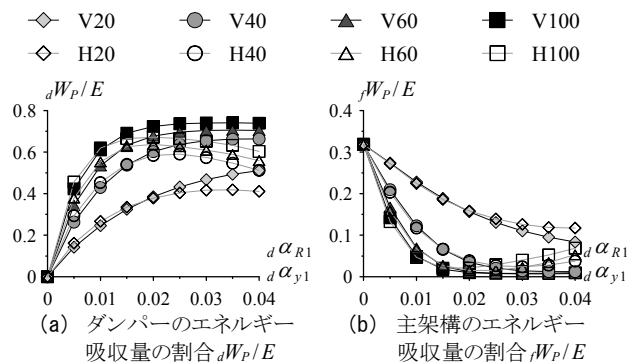 V20 V40 V60 V100
H20 H40 H60 H100
dWP/E fWP/E
0.8 0.4
0.6 0.3
0.4 0.2
0.2 0.1
dαR1 dαR1
0 0.0 dαy1
dαy1
0 0.01 0.02 0.03 0.04 0 0.01 0.02 0.03 0.04
(a) ダンパーのエネルギー (b) 主架構のエネルギー
吸収量の割合dWP/E 吸収量の割合fWP/E